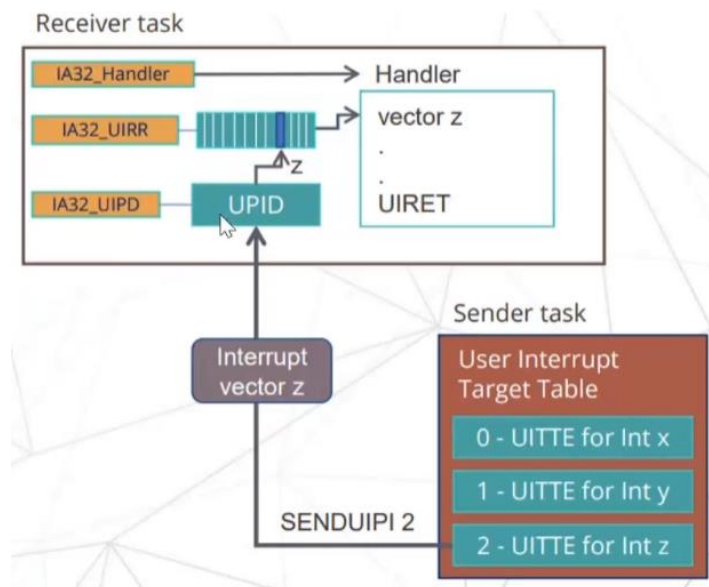 Receiver task
IA32_Handler
Handler
IA32_UIRR
vector z
.
z
.
IA32_UIPD
UPID
UIRET
Sender task
Interrupt
vector z
User Interrupt
Target Table
0 - UITTE for Int x
1 - UITTE for Int y
SENDUIPI 2
2 - UITTE for Int z